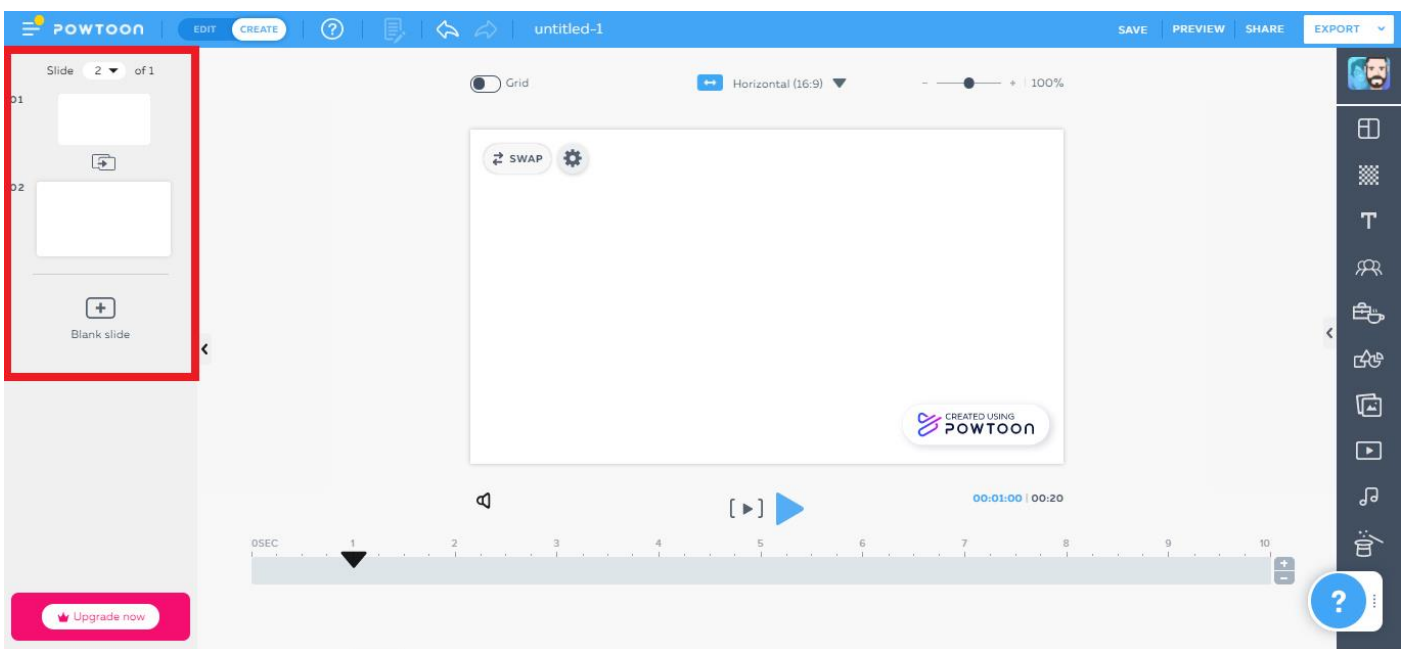 POWTOON
EDIT
CREATE
?
untitled-1
SAVE
PREVIEW
SHARE
EXPORT
Slide 2 of 1
01
02
Blank slide
Grid
Horizontal (16:9)
- + 100%
SWAP
CREATED USING
POWTOON
00:01:00 | 00:20
0SEC 1 2 3 4 5 6 7 8 9 10
+
-
Upgrade now
T
?